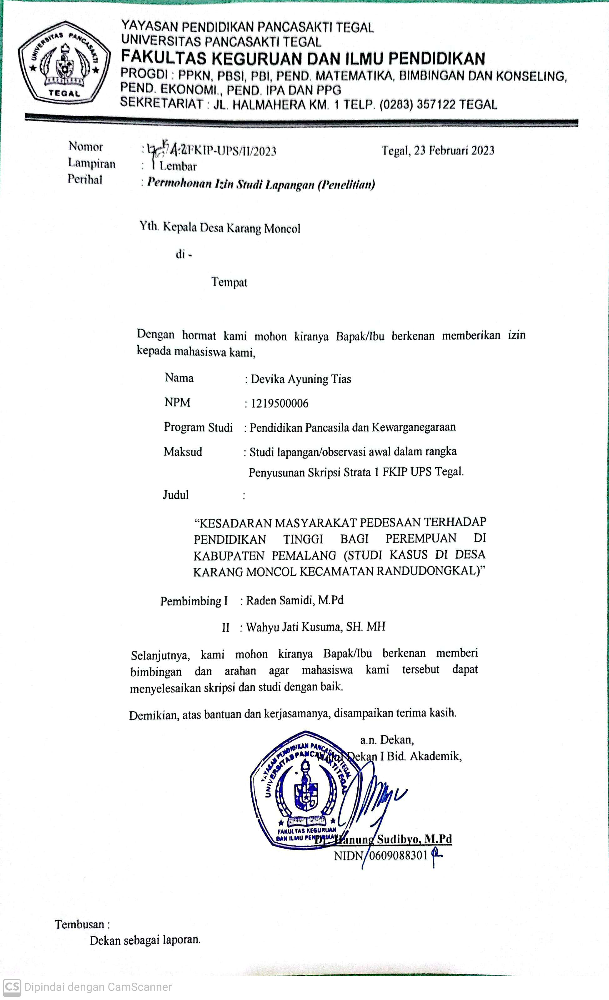 YAYASAN PENDIDIKAN PANCASAKTI TEGAL
UNIVERSITAS PANCASAKTI TEGAL
FAKULTAS KEGURUAN DAN ILMU PENDIDIKAN
PROGDI : PPKN, PBSI, PBI, PEND. MATEMATIKA, BIMBINGAN DAN KONSELING,
PEND. EKONOMI., PEND. IPA DAN PPG
SEKRETARIAT : JL. HALMAHERA KM. 1 TELP. (0283) 357122 TEGAL
UNIVERSITAS PANCASAKTI
TEGAL
Nomor : FKIP-UPS/II/2023 Tegal, 23 Februari 2023
Lampiran : 1 Lembar
Perihal : Permohonan Izin Studi Lapangan (Penelitian)
Yth. Kepala Desa Karang Moncol
di -
Tempat
Dengan hormat kami mohon kiranya Bapak/Ibu berkenan memberikan izin
kepada mahasiswa kami,
Nama : Devika Ayuning Tias
NPM : 1219500006
Program Studi : Pendidikan Pancasila dan Kewarganegaraan
Maksud : Studi lapangan/observasi awal dalam rangka
Penyusunan Skripsi Strata 1 FKIP UPS Tegal.
Judul :
“KESADARAN MASYARAKAT PEDESAAN TERHADAP
PENDIDIKAN TINGGI BAGI PEREMPUAN DI
KABUPATEN PEMALANG (STUDI KASUS DI DESA
KARANG MONCOL KECAMATAN RANDUDONGKAL)”
Pembimbing I : Raden Samidi, M.Pd
II : Wahyu Jati Kusuma, SH. MH
Selanjutnya, kami mohon kiranya Bapak/Ibu berkenan memberi
bimbingan dan arahan agar mahasiswa kami tersebut dapat
menyelesaikan skripsi dan studi dengan baik.
Demikian, atas bantuan dan kerjasamanya, disampaikan terima kasih.
a.n. Dekan,
Wakil Dekan I Bid. Akademik,
YAYASAN PENDIDIKAN PANCASAKTI TEGAL
UNIVERSITAS PANCASAKTI TEGAL
FAKULTAS KEGURUAN
DAN ILMU PENDIDIKAN
Dr. Hanung Sudibyo, M.Pd
NIDN 0609088301
Tembusan :
Dekan sebagai laporan.
CS Dipindai dengan CamScanner